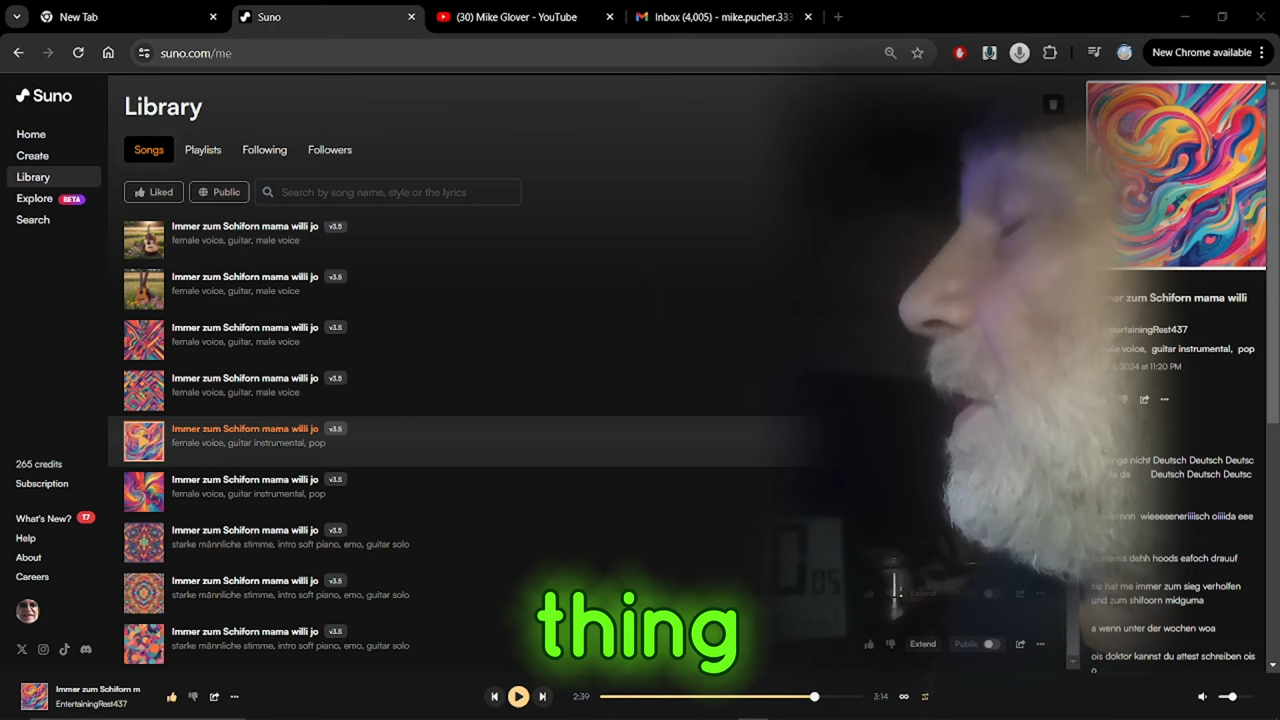 New Tab
Suno
(30) Mike Glover - YouTube
Inbox (4,005) - mike.pucher.333
suno.com/me
New Chrome available
Suno
Home
Create
Library
Explore BETA
Search
265 credits
Subscription
What's New? 17
Help
About
Careers
Library
Songs Playlists Following Followers
Liked Public Search by song name, style or the lyrics
Immer zum Schiforn mama willi jo v3.5
female voice, guitar, male voice
Immer zum Schiforn mama willi jo v3.5
female voice, guitar, male voice
Immer zum Schiforn mama willi jo v3.5
female voice, guitar, male voice
Immer zum Schiforn mama willi jo v3.5
female voice, guitar, male voice
Immer zum Schiforn mama willi jo v3.5
female voice, guitar instrumental, pop
Immer zum Schiforn mama willi jo v3.5
female voice, guitar instrumental, pop
Immer zum Schiforn mama willi jo v3.5
starke männliche stimme, intro soft piano, emo, guitar solo
Immer zum Schiforn mama willi jo v3.5
starke männliche stimme, intro soft piano, emo, guitar solo
Immer zum Schiforn mama willi jo v3.5
starke männliche stimme, intro soft piano, emo, guitar solo
Extend
Extend Public
zum Schiforn mama willi
EntertainingRest437
voice, guitar instrumental, pop
2024 at 11:20 PM
nicht Deutsch Deutsch Deutsc
da Deutsch Deutsc
wieeeeeneriiiisch oiiiida eee
mama dehh hoods eafoch drauuf
hat me immer zum sieg verholfen
und zum shifoorn midguma
a wenn unter der wochen woa
ois doktor kannst du attest schreiben ois
o
thing
Immer zum Schiforn m
EntertainingRest437
2:39 3:14